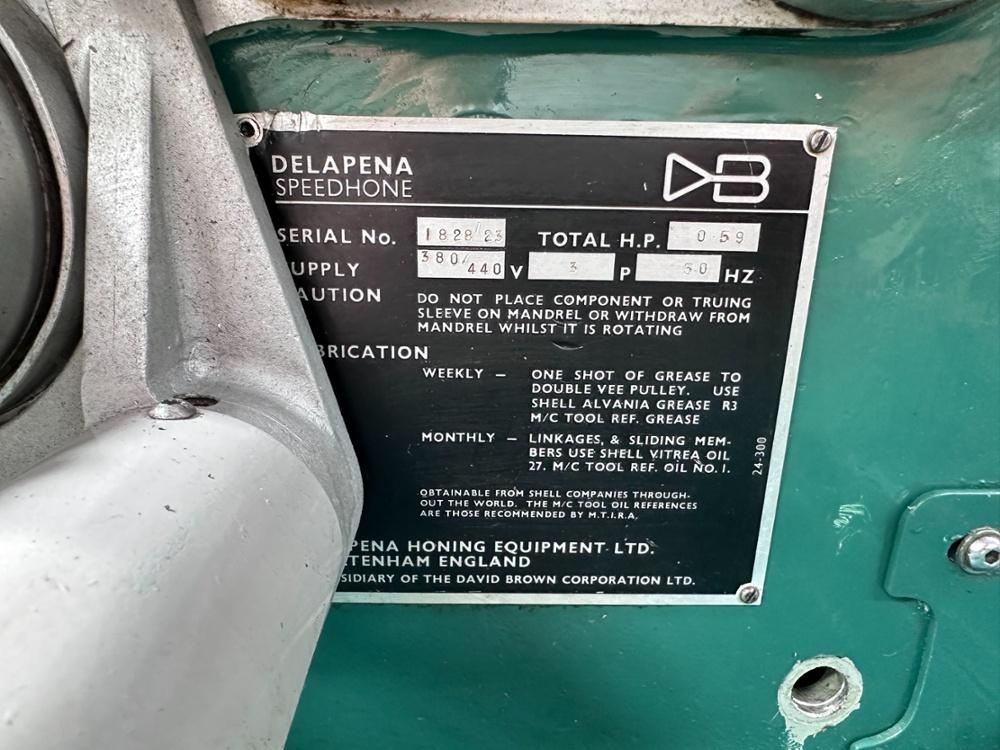 DELAPENA
SPEEDHONE
DB
SERIAL No. 1828/23 TOTAL H.P. 0·59
UPPLY 380/440 V 3 P 50 HZ
AUTION DO NOT PLACE COMPONENT OR TRUING
SLEEVE ON MANDREL OR WITHDRAW FROM
MANDREL WHILST IT IS ROTATING
BRICATION
WEEKLY — ONE SHOT OF GREASE TO
DOUBLE VEE PULLEY. USE
SHELL ALVANIA GREASE R3
M/C TOOL REF. GREASE
MONTHLY — LINKAGES, & SLIDING MEM-
BERS USE SHELL VITREA OIL
27. M/C TOOL REF. OIL NO. 1.
24-300
OBTAINABLE FROM SHELL COMPANIES THROUGH-
OUT THE WORLD. THE M/C TOOL OIL REFERENCES
ARE THOSE RECOMMENDED BY M.T.I.R.A.
PENA HONING EQUIPMENT LTD.
TENHAM ENGLAND
SIDIARY OF THE DAVID BROWN CORPORATION LTD.